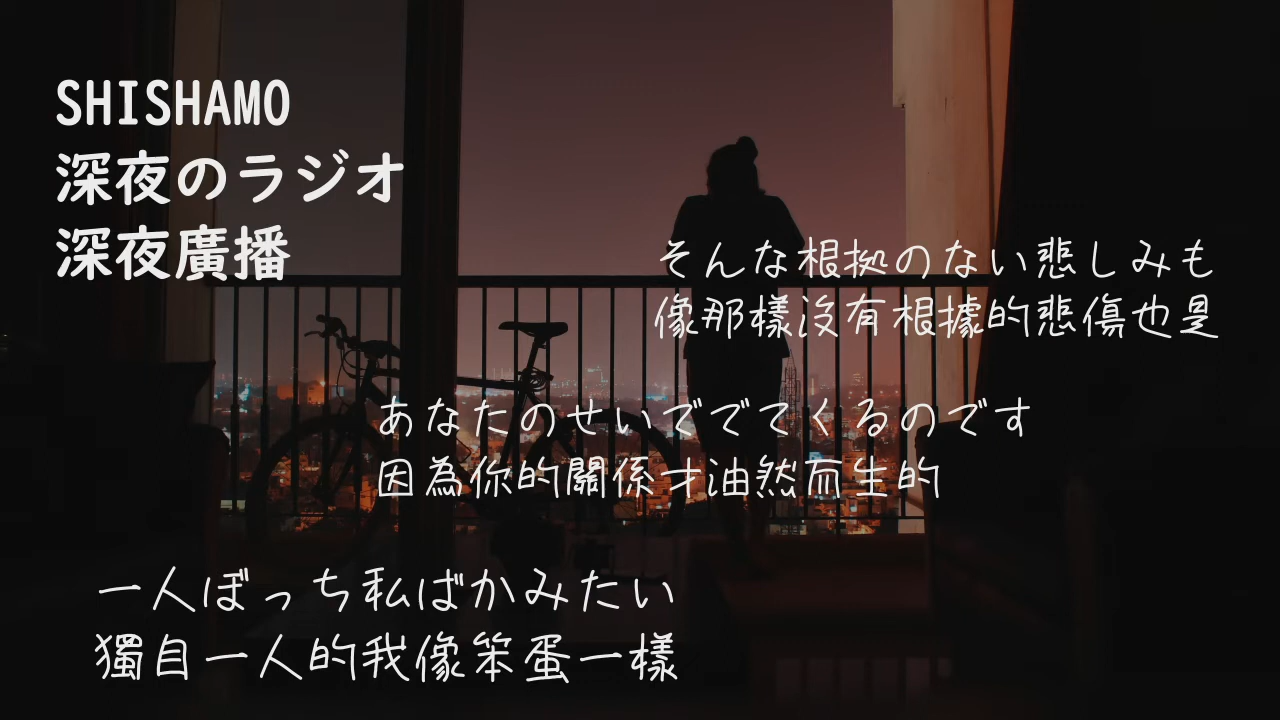 SHISHAMO
深夜のラジオ
深夜廣播
そんな根拠のない悲しみも
像那樣沒有根據的悲傷也是
あなたのせいででてくるのです
因為你的關係才油然而生的
一人ぼっち私ばかみたい
獨自一人的我像笨蛋一樣